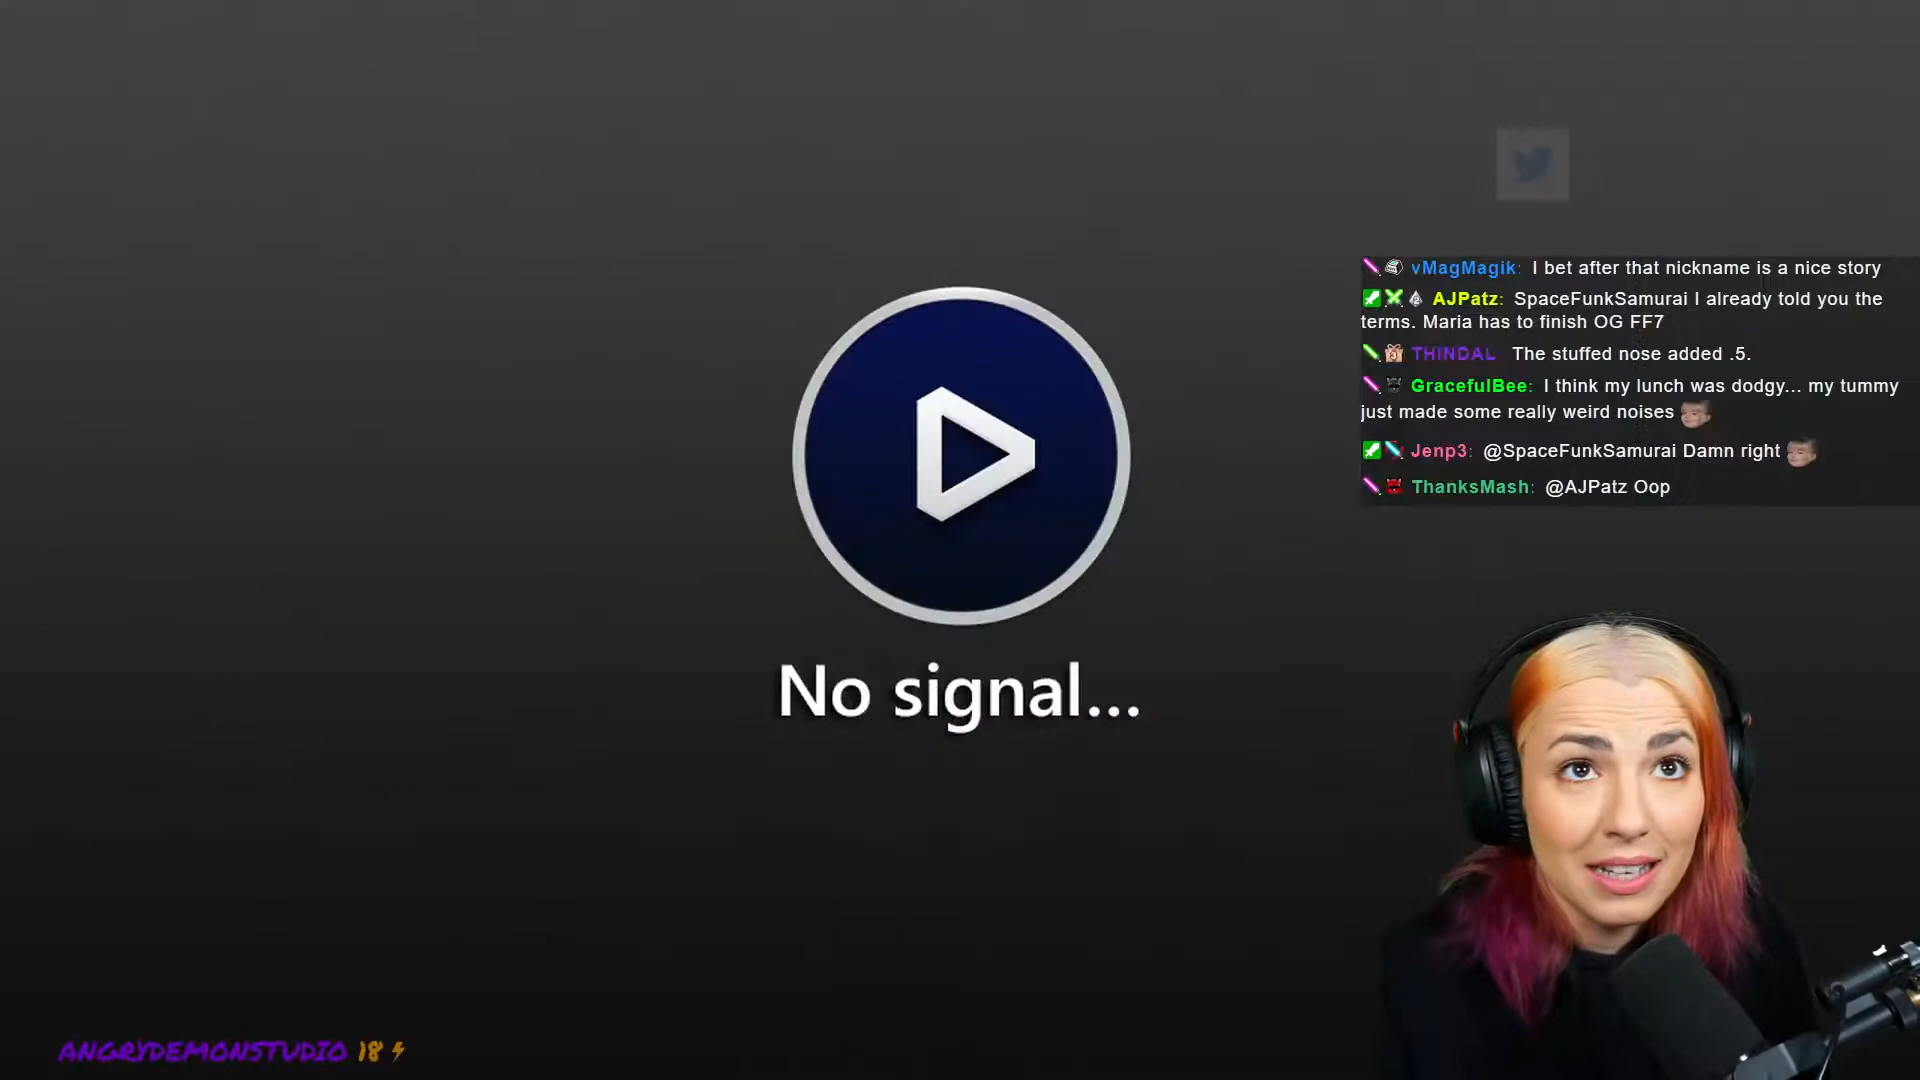 vMagMagik: I bet after that nickname is a nice story
AJPatz: SpaceFunkSamurai I already told you the
terms. Maria has to finish OG FF7
THINDAL The stuffed nose added .5.
GracefulBee: I think my lunch was dodgy... my tummy
just made some really weird noises
Jenp3: @SpaceFunkSamurai Damn right
ThanksMash: @AJPatz Oop
No signal...
ANGRYDEMONSTUDIO 18